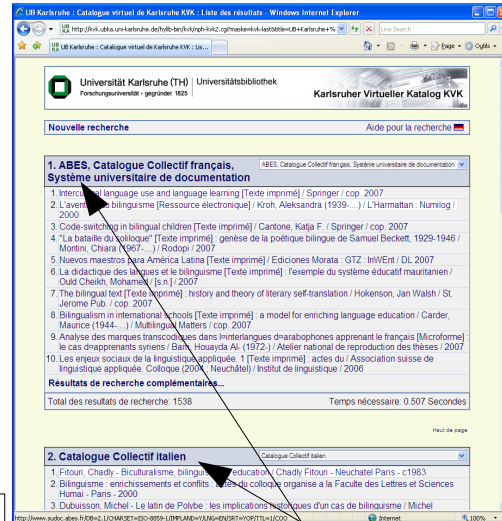 UB Karlsruhe : Catalogue virtuel de Karlsruhe KVK : Liste des résultats - Windows Internet Explorer
Live Search
UB Karlsruhe : Catalogue virtuel de Karlsruhe KVK : Lis...
Page
Outils
Universität Karlsruhe (TH) Universitätsbibliothek
Forschungsuniversität - gegründet 1825
Karlsruher Virtueller Katalog KVK
Nouvelle recherche Aide pour la recherche
1. ABES, Catalogue Collectif français, Système universitaire de documentation
ABES, Catalogue Collectif français, Système universitaire de documentation
1. Intercultural language use and language learning [Texte imprimé] / Springer / cop. 2007
2. L'aventure du bilinguisme [Ressource électronique] / Kroh, Aleksandra (1939-....) / L'Harmattan : Numilog /
2000
3. Code-switching in bilingual children [Texte imprimé] / Cantone, Katja F. / Springer / cop. 2007
4. "La bataille du soliloque" [Texte imprimé] : genèse de la poétique bilingue de Samuel Beckett, 1929-1946 /
Montini, Chiara (1967-....) / Rodopi / 2007
5. Nuevos maestros para América Latina [Texte imprimé] / Ediciones Morata : GTZ : InWEnt / DL 2007
6. La didactique des langues et le bilinguisme [Texte imprimé] : l'exemple du système éducatif mauritanien /
Ould Cheikh, Mohamed / [s.n.] / 2007
7. The bilingual text [Texte imprimé] : history and theory of literary self-translation / Hokenson, Jan Walsh / St.
Jerome Pub. / cop. 2007
8. Bilingualism in international schools [Texte imprimé] : a model for enriching language education / Carder,
Maurice (1944-....) / Multilingual Matters / cop. 2007
9. Analyse des marques transcodiques dans l'interlangue d'arabophones apprenant le français [Microforme] :
le cas d'apprenants syriens / Bam, Houayda Al- (1972-) / Atelier national de reproduction des thèses / 2007
10. Les enjeux sociaux de la linguistique appliquée. 1 [Texte imprimé] : actes du / Association suisse de
linguistique appliquée. Colloque (2004 ; Neuchâtel) / Institut de linguistique / 2006
Résultats de recherche complémentaires...
Total des resultats de recherche: 1538 Temps nécessaire: 0.507 Secondes
Haut de page
2. Catalogue Collectif italien
Catalogue Collectif italien
1. Fitouri, Chadly - Biculturalisme, bilinguisme et education / Chadly Fitouri - Neuchatel Paris - c1983
2. Bilinguisme : enrichissements et conflits : actes du colloque organise a la Faculte des Lettres et Sciences
Humai - Paris - 2000
3. Dubuisson, Michel - Le latin de Polybe : les implications historiques d'un cas de bilinguisme / Michel
Internet 100%